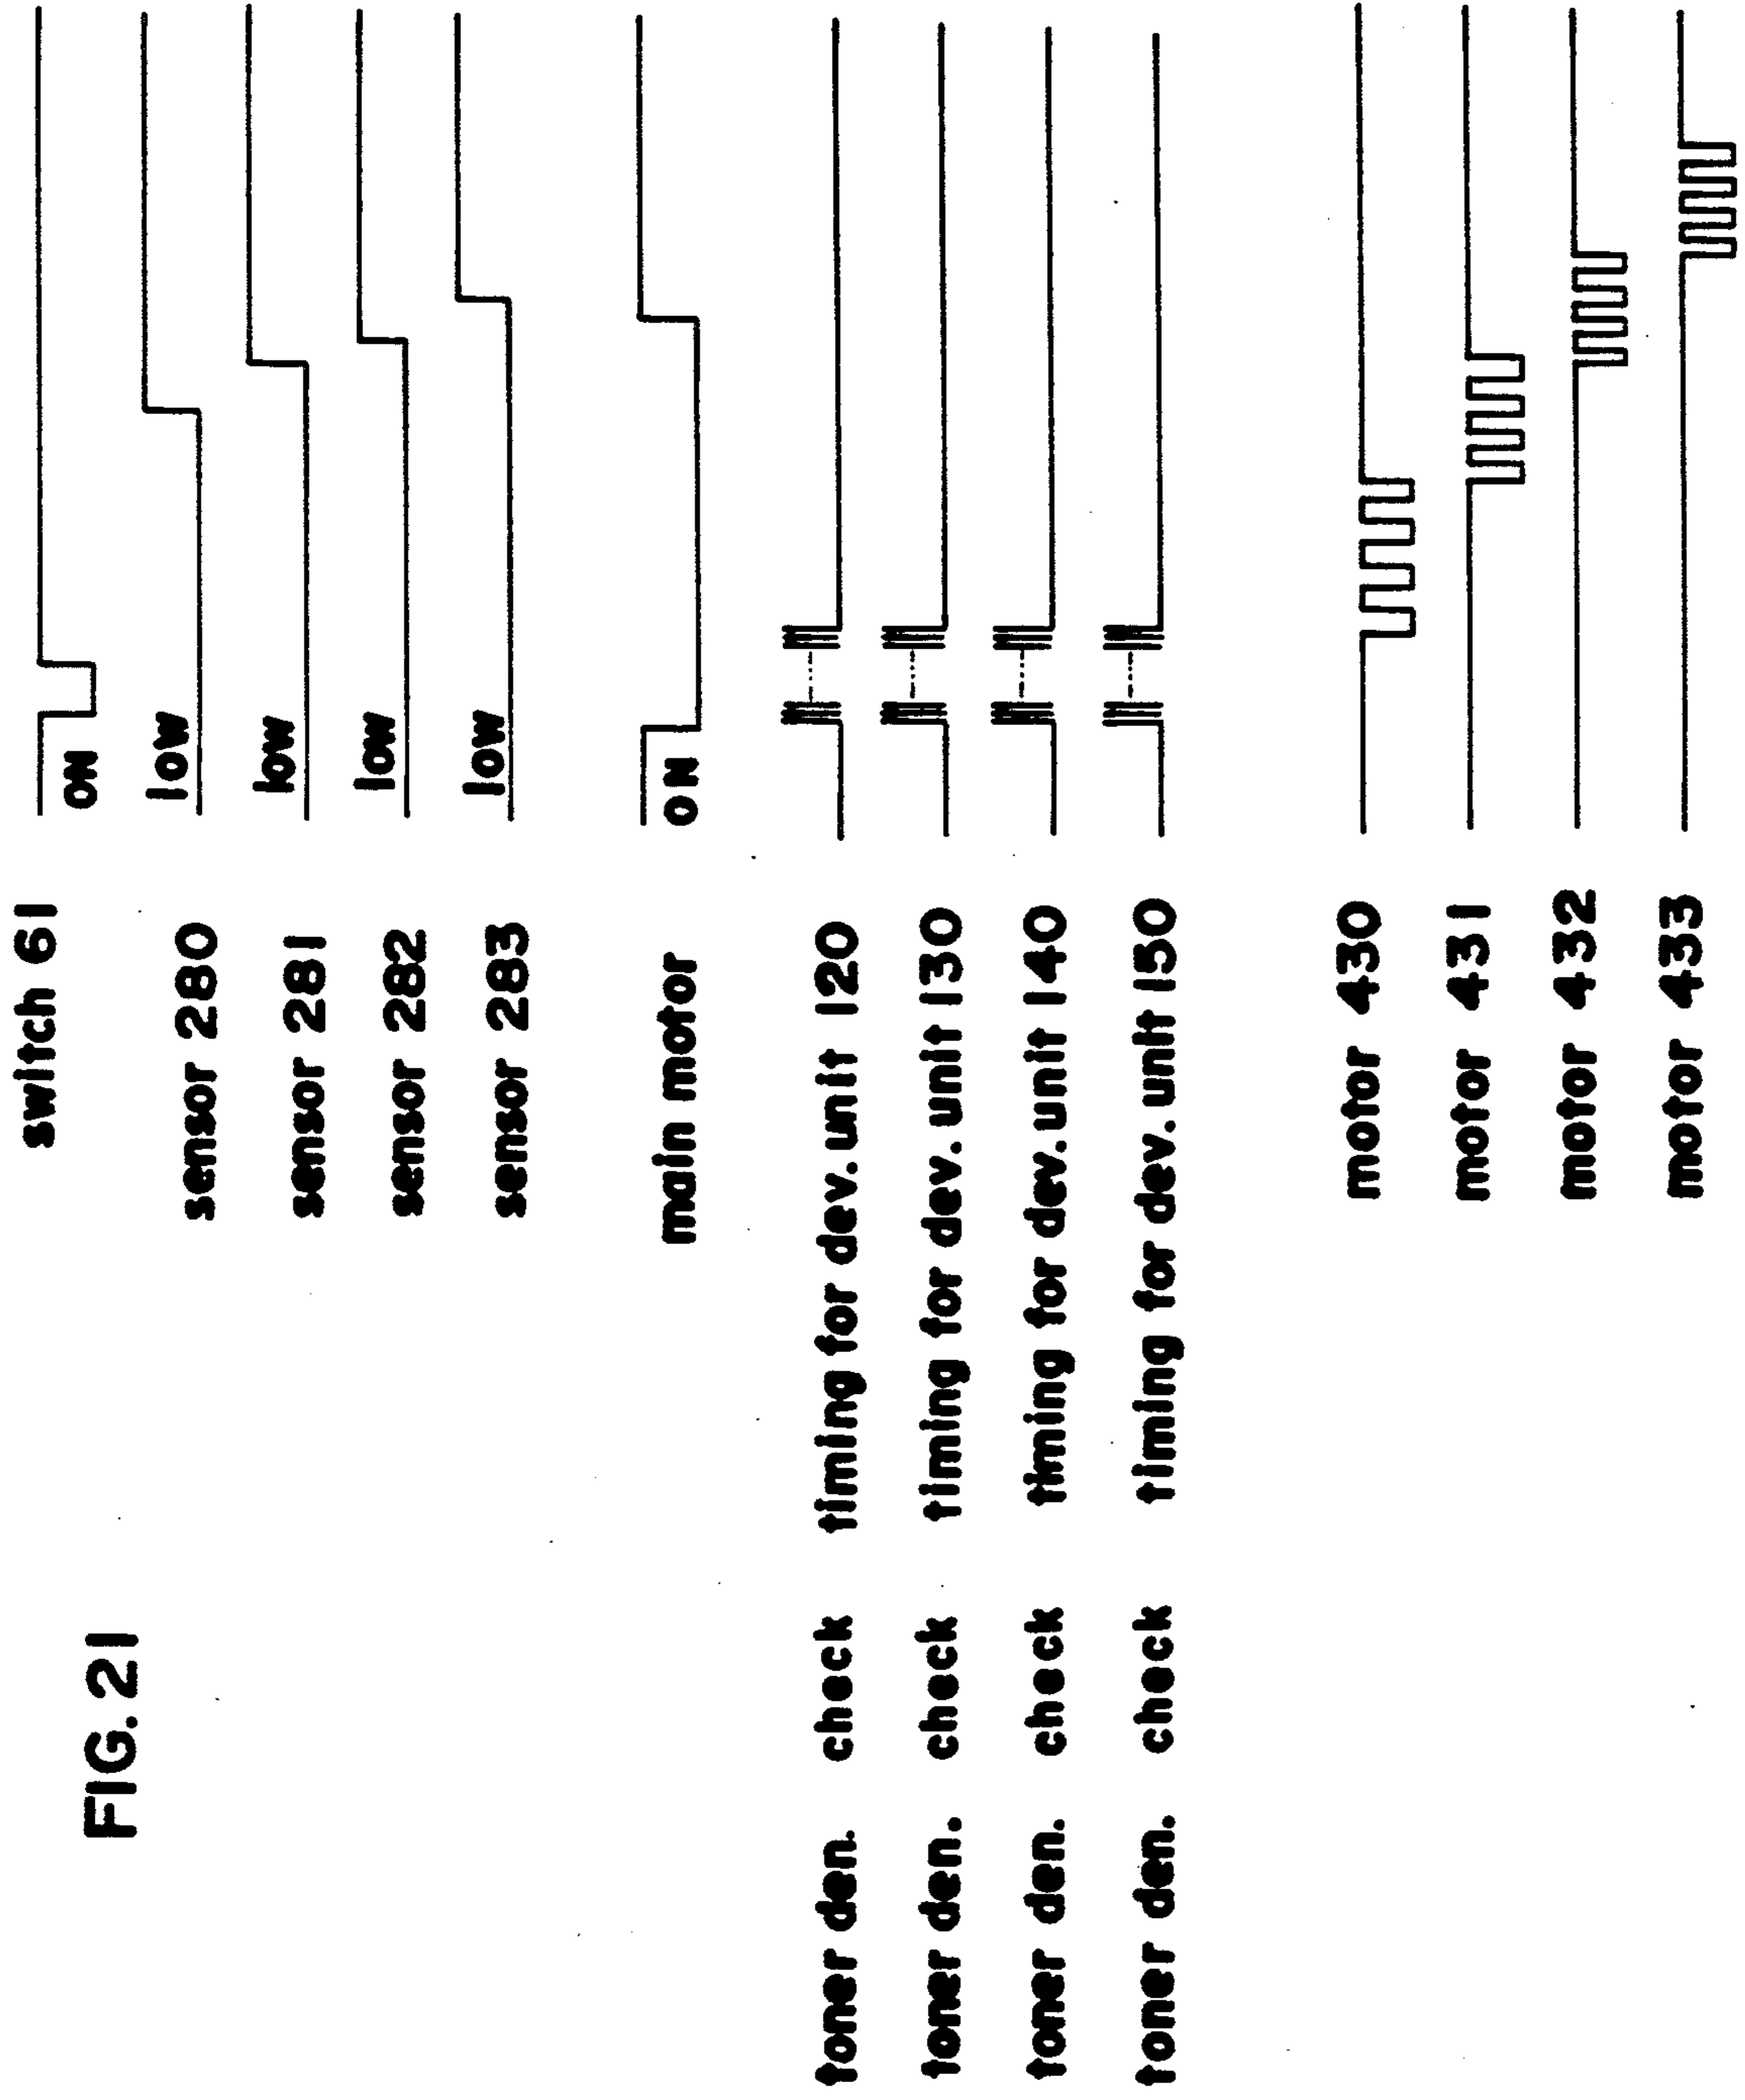 FIG. 21
switch 61
ON
sensor 280
low
sensor 281
low
sensor 282
low
sensor 283
low
main motor
ON
toner den. check timing for dev. unit 120
toner den. check timing for dev. unit 130
toner den. check timing for dev. unit 140
toner den. check timing for dev. unit 150
motor 430
motor 431
motor 432
motor 433